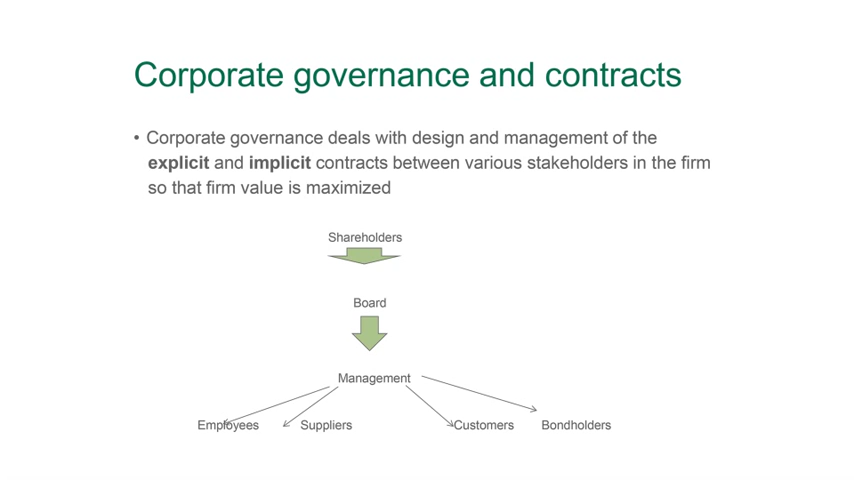 Corporate governance and contracts
• Corporate governance deals with design and management of the
explicit and implicit contracts between various stakeholders in the firm
so that firm value is maximized
Shareholders
Board
Management
Employees Suppliers Customers Bondholders